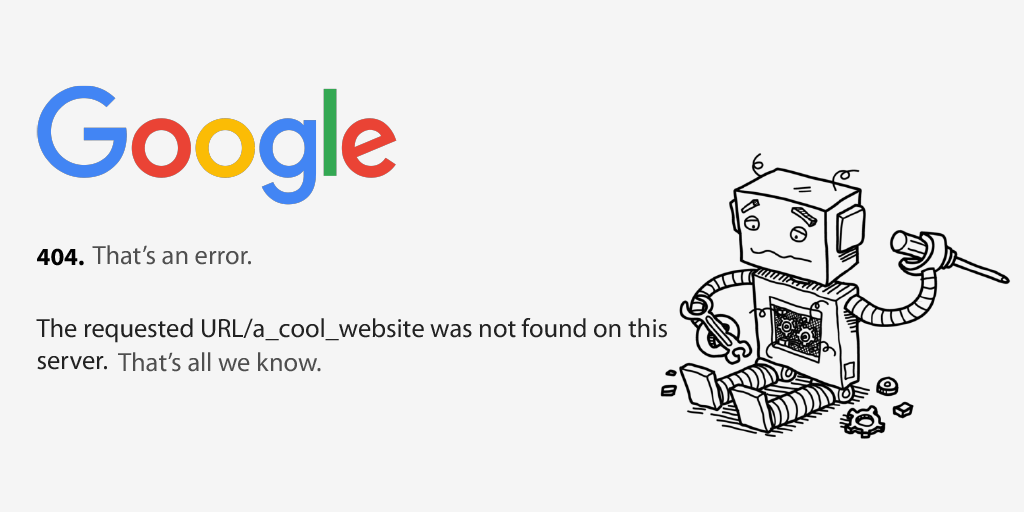 Google
404. That’s an error.
The requested URL/a_cool_website was not found on this
server. That’s all we know.